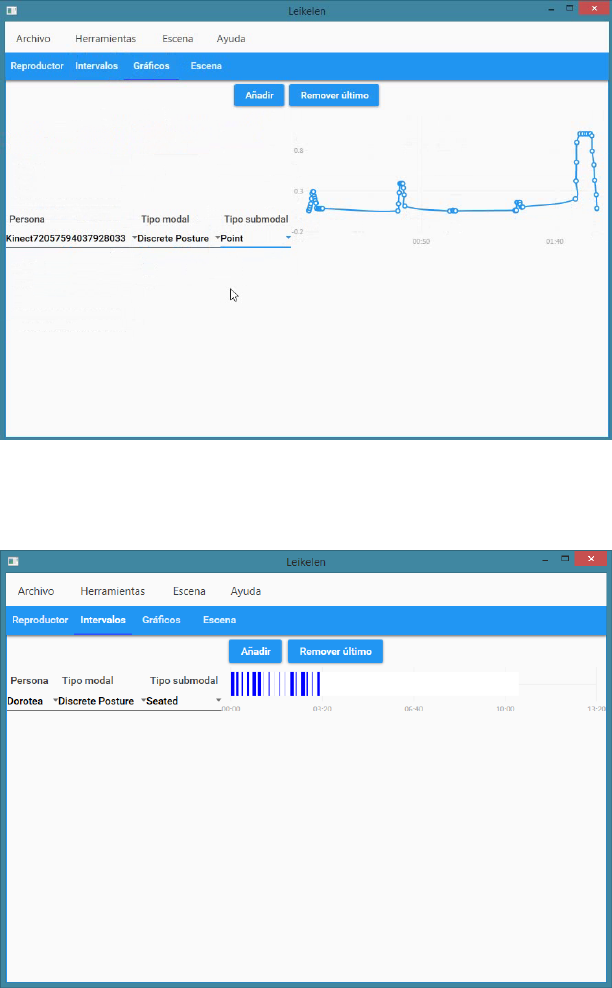 Leikelen
Archivo Herramientas Escena Ayuda
Reproductor Intervalos Gráficos Escena
Añadir Remover último
0.8
0.3
-0.2
00:50 01:40
Persona Tipo modal Tipo submodal
Kinect72057594037928033 Discrete Posture Point
Leikelen
Archivo Herramientas Escena Ayuda
Reproductor Intervalos Gráficos Escena
Añadir Remover último
Persona Tipo modal Tipo submodal
Dorotea Discrete Posture Seated
00:00 03:20 06:40 10:00 13:20